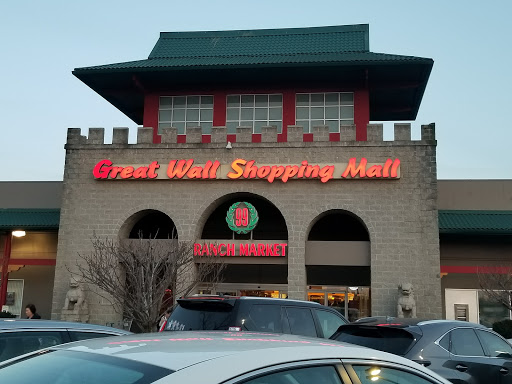 Great Wall Shopping Mall
99
RANCH MARKET